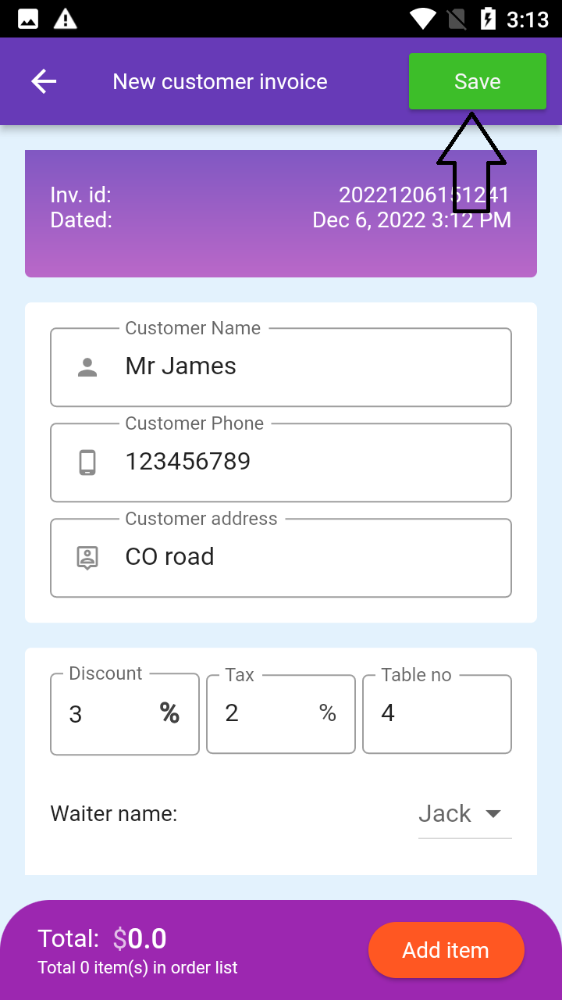 3:13
New customer invoice
Save
Inv. id: 20221206151241
Dated: Dec 6, 2022 3:12 PM
Customer Name
Mr James
Customer Phone
123456789
Customer address
CO road
Discount Tax Table no
3 % 2 % 4
Waiter name: Jack
Total: $0.0
Total 0 item(s) in order list
Add item